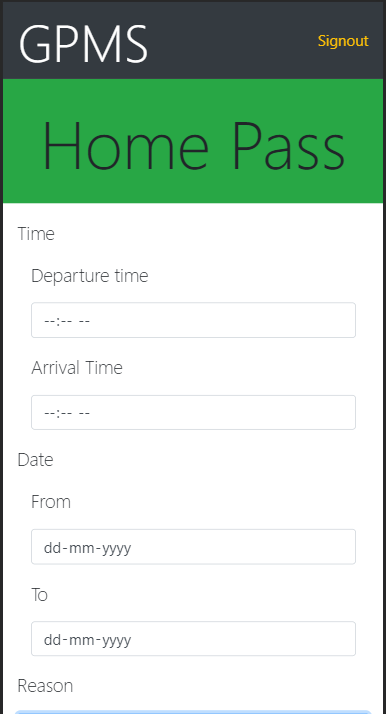 GPMS
Signout
Home Pass
Time
Departure time
--:-- --
Arrival Time
--:-- --
Date
From
dd-mm-yyyy
To
dd-mm-yyyy
Reason